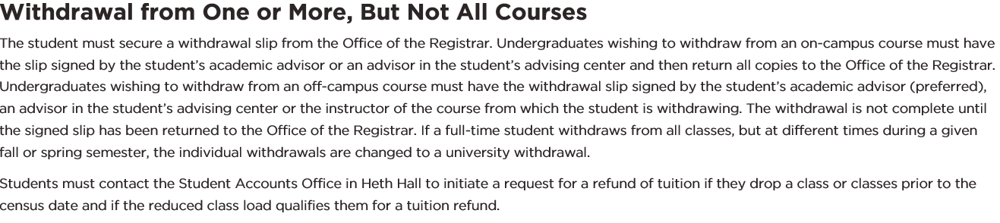 Withdrawal from One or More, But Not All Courses
The student must secure a withdrawal slip from the Office of the Registrar. Undergraduates wishing to withdraw from an on-campus course must have
the slip signed by the student's academic advisor or an advisor in the student's advising center and then return all copies to the Office of the Registrar.
Undergraduates wishing to withdraw from an off-campus course must have the withdrawal slip signed by the student's academic advisor (preferred),
an advisor in the student's advising center or the instructor of the course from which the student is withdrawing. The withdrawal is not complete until
the signed slip has been returned to the Office of the Registrar. If a full-time student withdraws from all classes, but at different times during a given
fall or spring semester, the individual withdrawals are changed to a university withdrawal.
Students must contact the Student Accounts Office in Heth Hall to initiate a request for a refund of tuition if they drop a class or classes prior to the
census date and if the reduced class load qualifies them for a tuition refund.